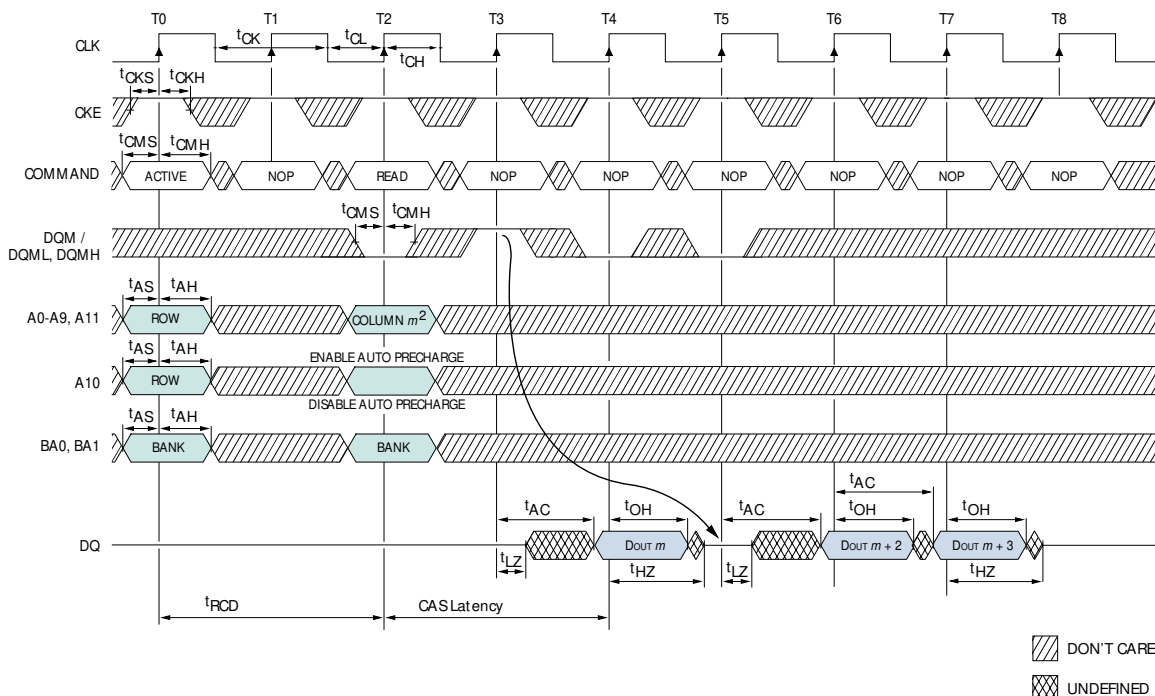 T0 T1 T2 T3 T4 T5 T6 T7 T8
CLK
tCK tCL
tCH
tCKS tCKH
CKE
tCMS tCMH
COMMAND ACTIVE NOP READ NOP NOP NOP NOP NOP NOP
tCMS tCMH
DQM /
DQML, DQMH
tAS tAH
A0-A9, A11 ROW COLUMN m2
tAS tAH ENABLE AUTO PRECHARGE
A10 ROW
DISABLE AUTO PRECHARGE
tAS tAH
BA0, BA1 BANK BANK
tAC
tAC tOH tAC tOH tOH
DQ DOUT m DOUT m + 2 DOUT m + 3
tLZ tHZ tLZ tHZ
tRCD CAS Latency
DON'T CARE
UNDEFINED